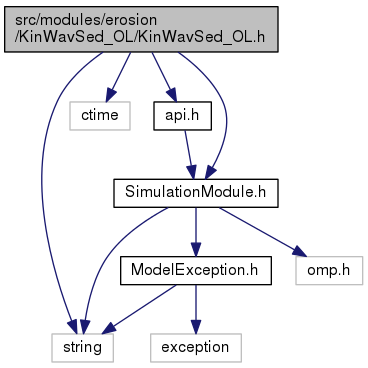 src/modules/erosion
/KinWavSed_OL/KinWavSed_OL.h
ctime
api.h
SimulationModule.h
ModelException.h
omp.h
string
exception